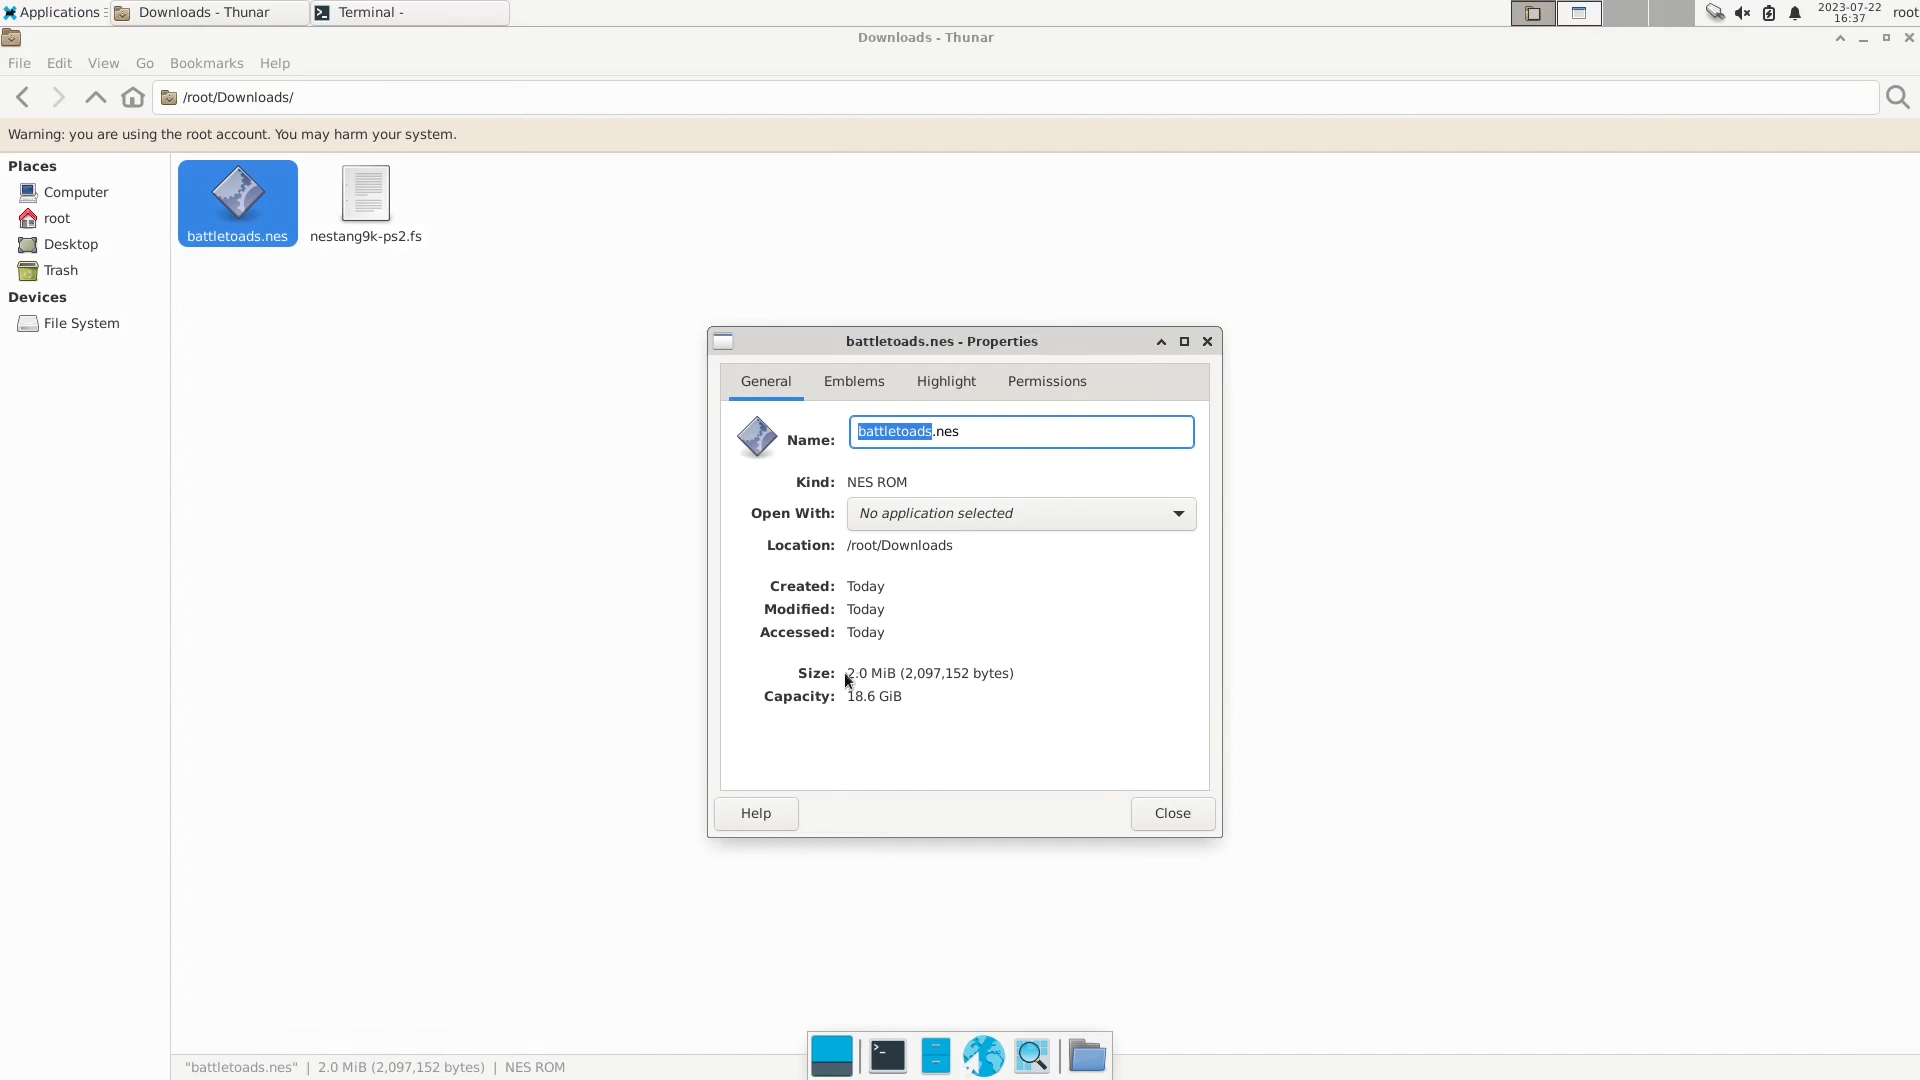 Applications
Downloads - Thunar
Terminal -
2023-07-22
16:37
root
Downloads - Thunar
File
Edit
View
Go
Bookmarks
Help
/root/Downloads/
Warning: you are using the root account. You may harm your system.
Places
Computer
root
Desktop
Trash
Devices
File System
battletoads.nes
nestang9k-ps2.fs
battletoads.nes - Properties
General
Emblems
Highlight
Permissions
Name: battletoads.nes
Kind: NES ROM
Open With: No application selected
Location: /root/Downloads
Created: Today
Modified: Today
Accessed: Today
Size: 2.0 MiB (2,097,152 bytes)
Capacity: 18.6 GiB
Help
Close
"battletoads.nes" | 2.0 MiB (2,097,152 bytes) | NES ROM